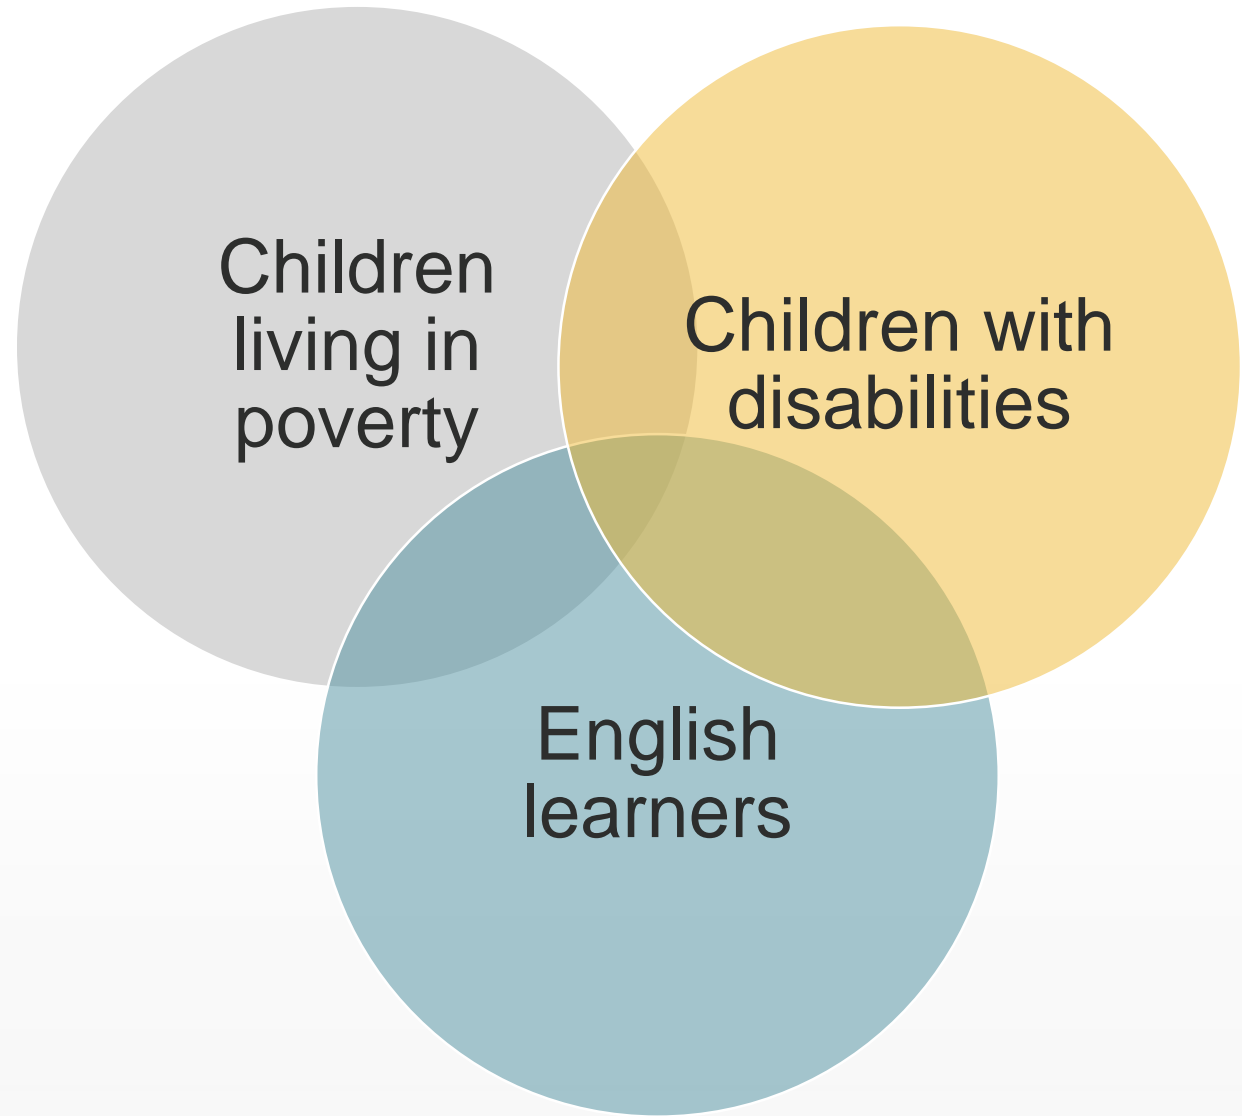 Children
living in
poverty
Children with
disabilities
English
learners